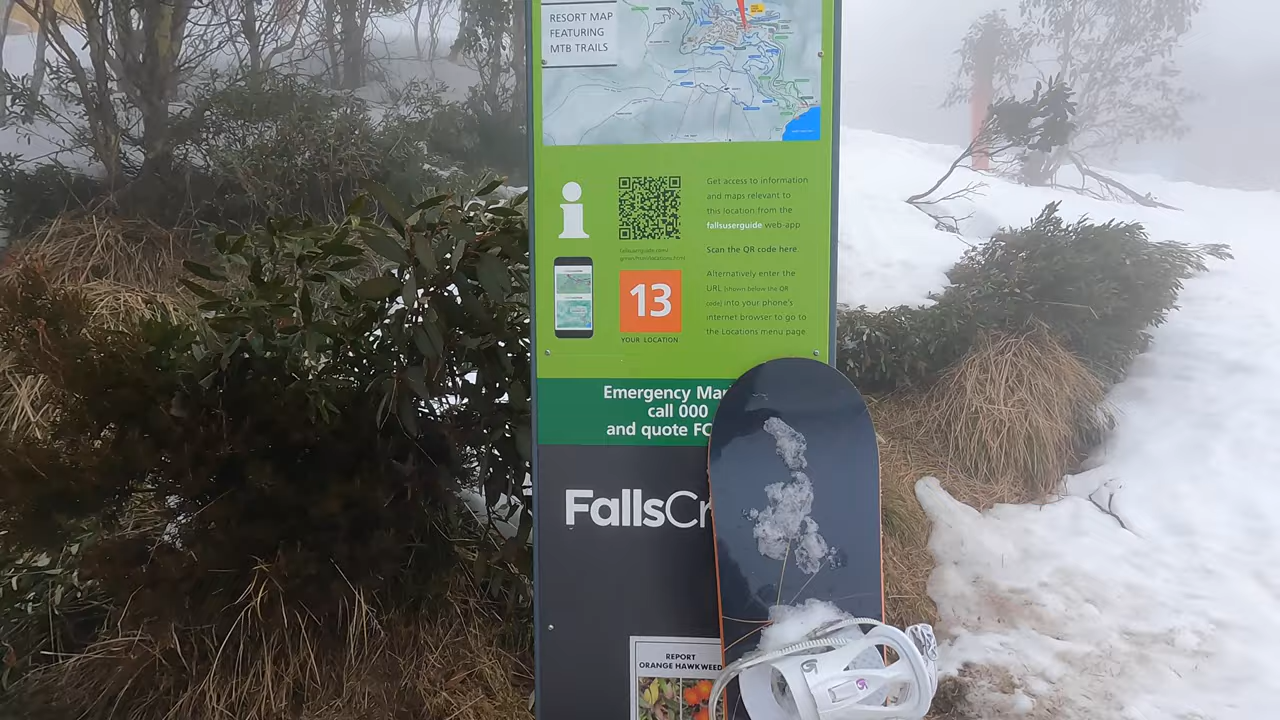 RESORT MAP
FEATURING
MTB TRAILS
Get access to information
and maps relevant to
this location from the
fallsuserguide web-app
Scan the QR code here
Alternatively enter the
URL (shown below the QR
code) into your phone's
internet browser to go to
the Locations menu page
13
YOUR LOCATION
Emergency Mar
call 000
and quote FC
FallsCr
REPORT
ORANGE HAWKWEED